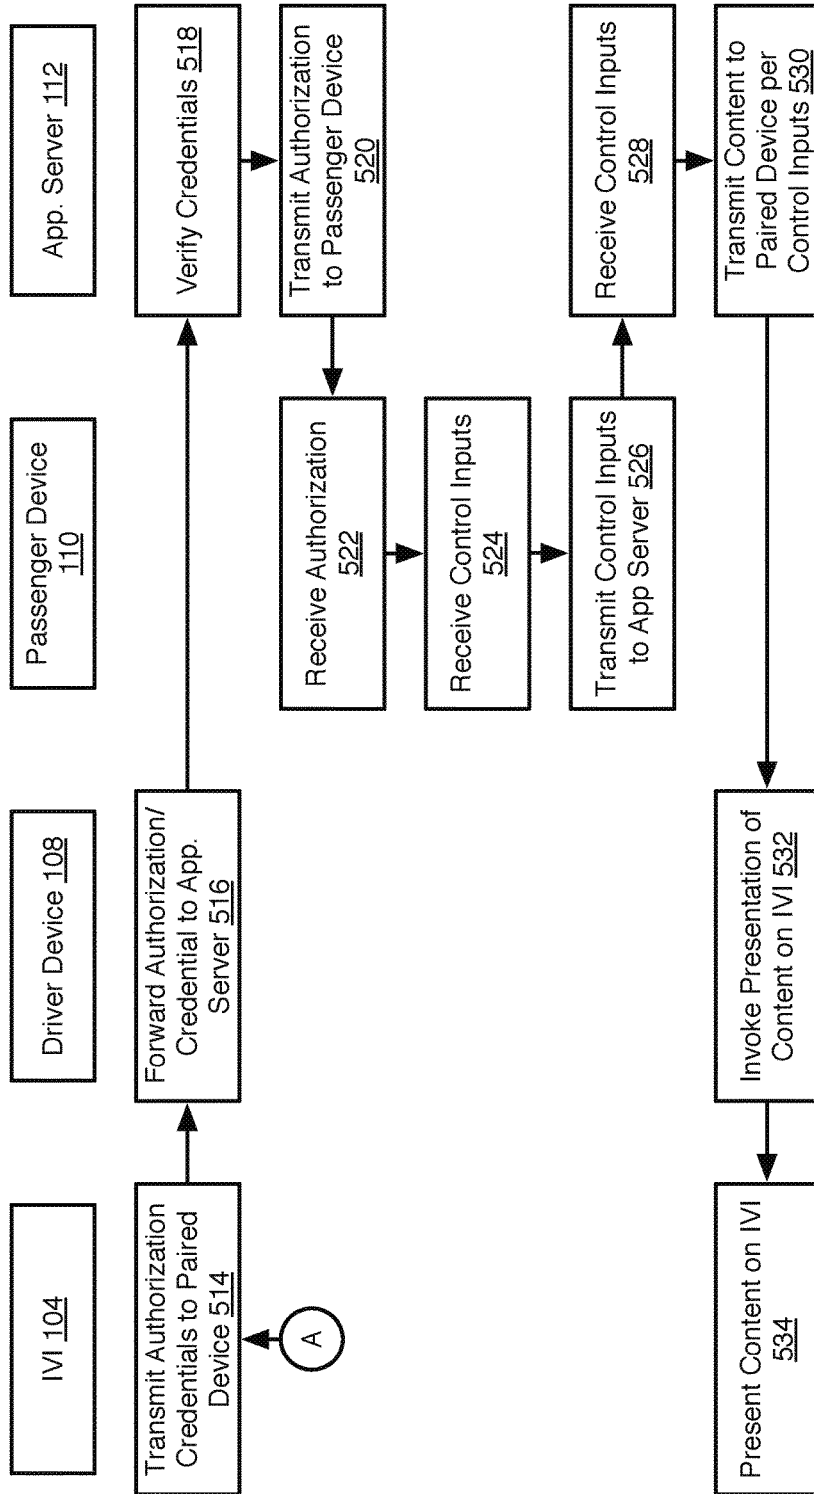 IVI 104
Driver Device 108
Passenger Device
110
App. Server 112
Transmit Authorization
Credentials to Paired
Device 514
A
Forward Authorization/
Credential to App.
Server 516
Verify Credentials 518
Transmit Authorization
to Passenger Device
520
Receive Authorization
522
Receive Control Inputs
524
Transmit Control Inputs
to App Server 526
Receive Control Inputs
528
Transmit Content to
Paired Device per
Control Inputs 530
Invoke Presentation of
Content on IVI 532
Present Content on IVI
534